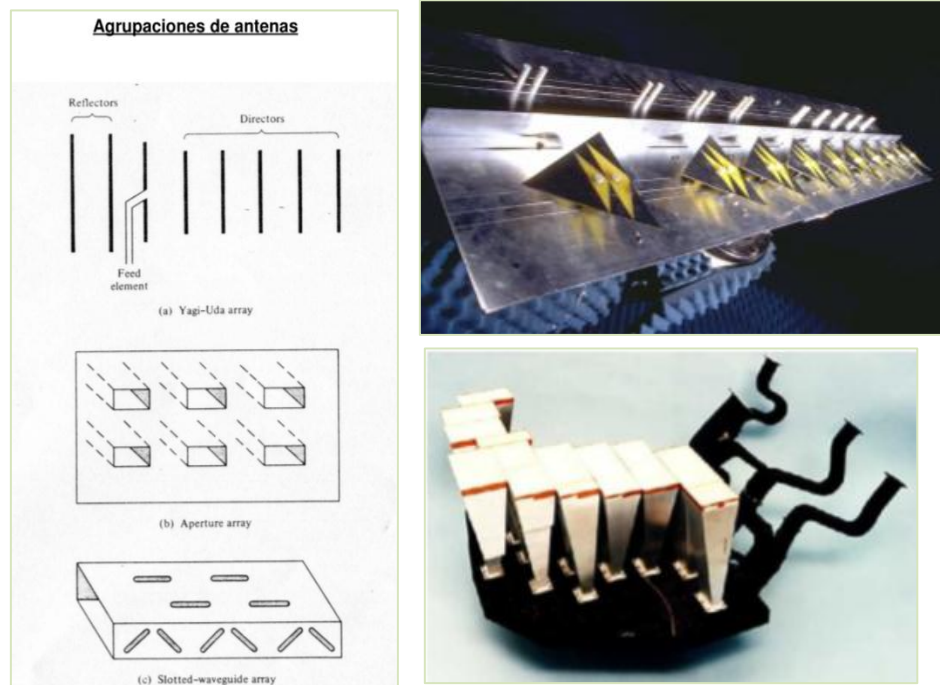 Agrupaciones de antenas
Reflectors
Directors
Feed
element
(a) Yagi-Uda array
(b) Aperture array
(c) Slotted-waveguide array